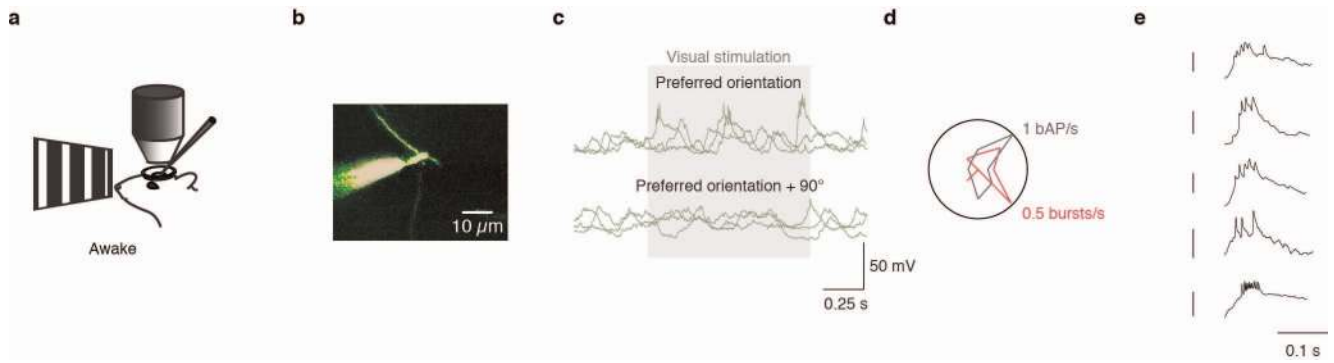 a
b
c
d
e
Visual stimulation
Preferred orientation
1 bAP/s
Preferred orientation + 90°
0.5 bursts/s
10 μm
Awake
50 mV
0.25 s
0.1 s